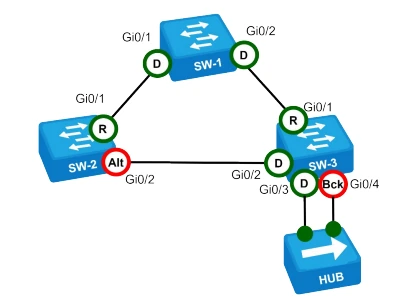 Gi0/1
Gi0/2
D
D
SW-1
Gi0/1
R
SW-2
Alt
Gi0/2
R
Gi0/1
SW-3
D
Gi0/2
D
Gi0/3
Bck
Gi0/4
HUB